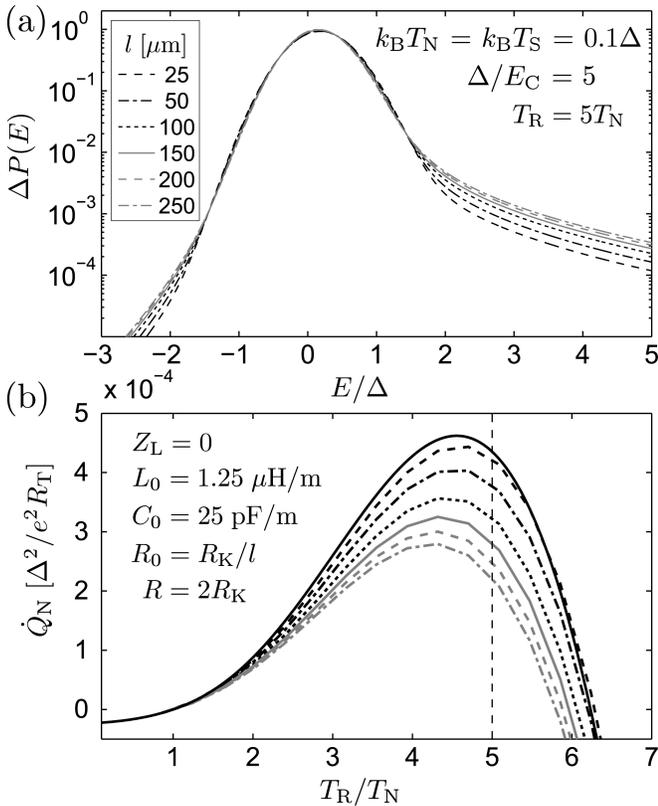 (a)
l [μm]
25
50
100
150
200
250
k_B T_N = k_B T_S = 0.1Δ
Δ/E_C = 5
T_R = 5T_N
ΔP(E)
10^0
10^−1
10^−2
10^−3
10^−4
−3 −2 −1 0 1 2 3 4 5
E/Δ
(b)
x 10^−4
Z_L = 0
L_0 = 1.25 μH/m
C_0 = 25 pF/m
R_0 = R_K/l
R = 2R_K
Q̇_N [Δ^2/e^2 R_T]
5
4
3
2
1
0
1 2 3 4 5 6 7
T_R/T_N